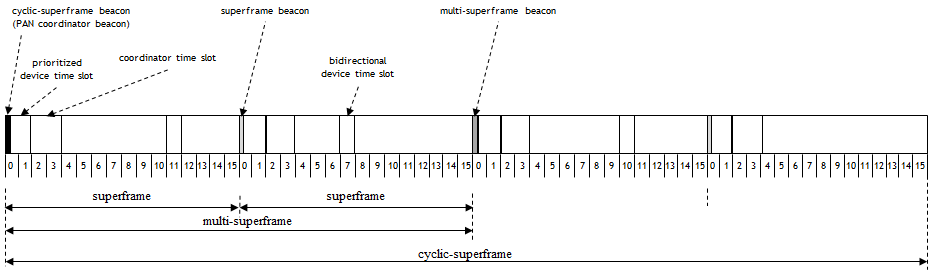 cyclic-superframe beacon
(PAN coordinator beacon)
superframe beacon
multi-superframe beacon
prioritized
device time slot
coordinator time slot
bidirectional
device time slot
0 1 2 3 4 5 6 7 8 9 10 11 12 13 14 15 0 1 2 3 4 5 6 7 8 9 10 11 12 13 14 15 0 1 2 3 4 5 6 7 8 9 10 11 12 13 14 15 0 1 2 3 4 5 6 7 8 9 10 11 12 13 14 15
superframe superframe
multi-superframe
cyclic-superframe